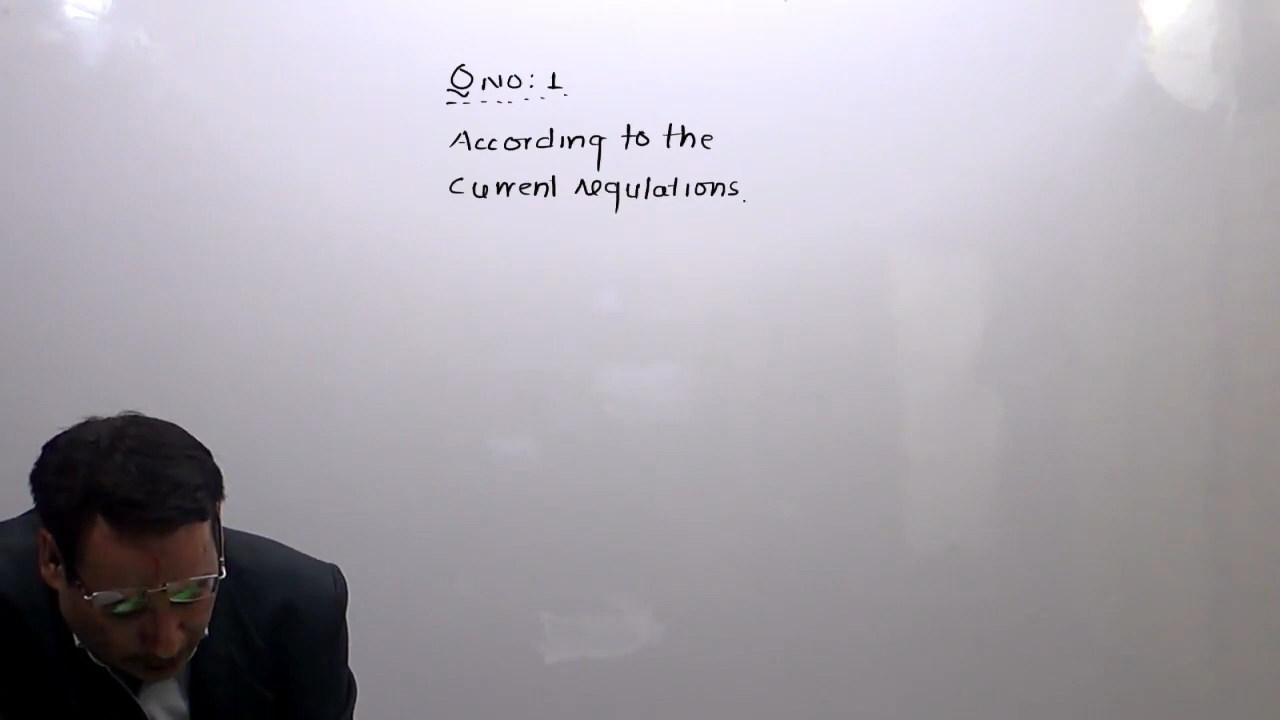 Q NO: 1
According to the
Current regulations.